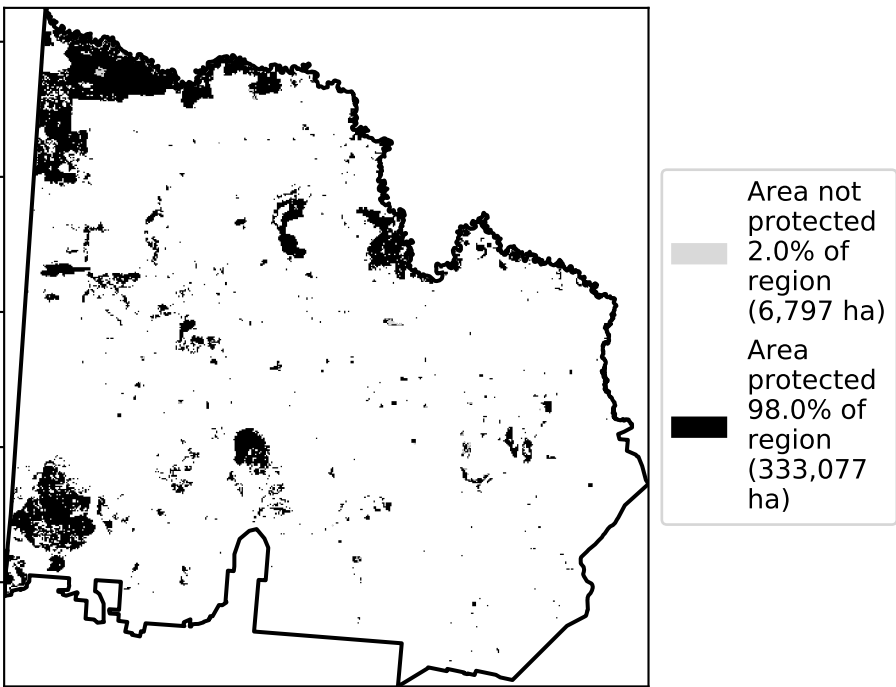 Area not
protected
2.0% of
region
(6,797 ha)
Area
protected
98.0% of
region
(333,077
ha)